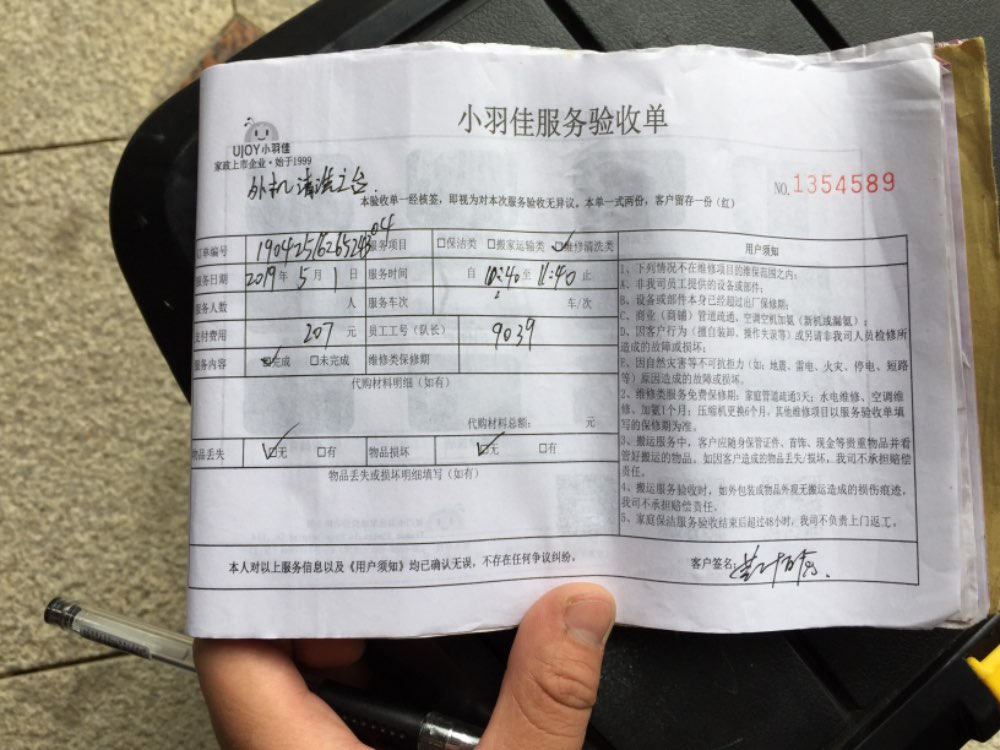 小羽佳服务验收单
UJOY小羽佳
家政上市企业·始于1999
外机清洗2台
NO.1354589
本验收单一经核签，即视为对本次服务验收无异议。本单一式两份，客户留存一份（红）
订单编号 服务项目 □保洁类 □搬家运输类 ☑维修清洗类
服务日期 2019年 5月 1日 服务时间 自 10:40至 11:40止
服务人数 人 服务车次 车/次
支付费用 207元 员工工号（队长） 9039
服务内容 ☑完成 □未完成 维修类保修期
代购材料明细（如有）
代购材料总额： 元
物品丢失 ☑无 □有 物品损坏 ☑无 □有
物品丢失或损坏明细填写（如有）
用户须知
1、下列情况不在维修项目的维保范围之内：
A、非我司员工提供的设备或部件；
B、设备或部件本身已经超过出厂保修期；
C、商业（商铺）管道疏通、空调空机加氨（新机或漏氨）；
D、因客户行为（擅自装卸、操作失误等）或另请非我司人员检修所
造成的故障或损坏；
E、因自然灾害等不可抗拒力（如：地震、雷电、火灾、停电、短路
等）原因造成的故障或损坏。
2、维修类服务免费保修期：家庭管道疏通3天；水电维修、空调维
修、加氨1个月；压缩机更换6个月，其他维修项目以服务验收单填
写的保修期为准。
3、搬运服务中，客户应随身保管证件、首饰、现金等贵重物品并看
管好搬运的物品，如因客户造成的物品丢失/损坏，我司不承担赔偿
责任。
4、搬运服务验收时，如外包装或物品外观无搬运造成的损伤痕迹，
我司不承担赔偿责任。
5、家庭保洁服务验收结束后超过48小时，我司不负责上门返工。
本人对以上服务信息以及《用户须知》均已确认无误，不存在任何争议纠纷。
客户签名：